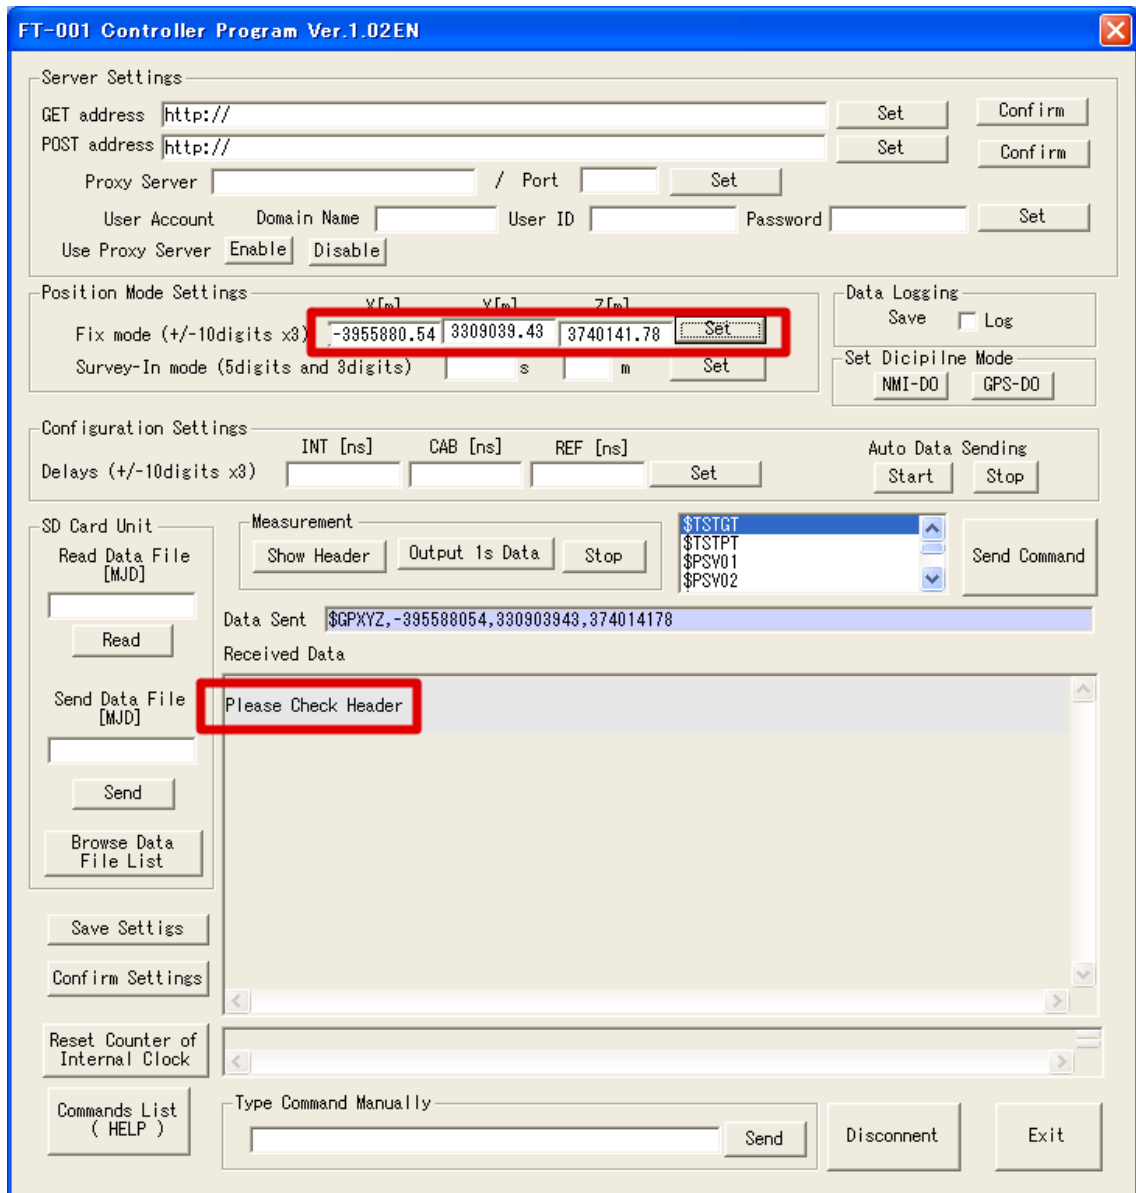 FT-001 Controller Program Ver.1.02EN
Server Settings
GET address http:// Set Confirm
POST address http:// Set Confirm
Proxy Server / Port Set
User Account Domain Name User ID Password Set
Use Proxy Server Enable Disable
Position Mode Settings
X[m] Y[m] Z[m]
Fix mode (+/-10digits x3) -3955880.54 3309039.43 3740141.78 Set
Survey-In mode (5digits and 3digits) s m Set
Data Logging
Save Log
Set Dicipilne Mode
NMI-DO GPS-DO
Configuration Settings
INT [ns] CAB [ns] REF [ns]
Delays (+/-10digits x3) Set
Auto Data Sending
Start Stop
SD Card Unit
Read Data File
[MJD]
Read
Send Data File
[MJD]
Send
Browse Data
File List
Measurement
Show Header Output 1s Data Stop
$TSTGT
$TSTPT
$PSV01
$PSV02
Send Command
Data Sent $GPXYZ,-395588054,330903943,374014178
Received Data
Please Check Header
Save Settigs
Confirm Settings
Reset Counter of
Internal Clock
Commands List
( HELP )
Type Command Manually
Send
Disconnent
Exit